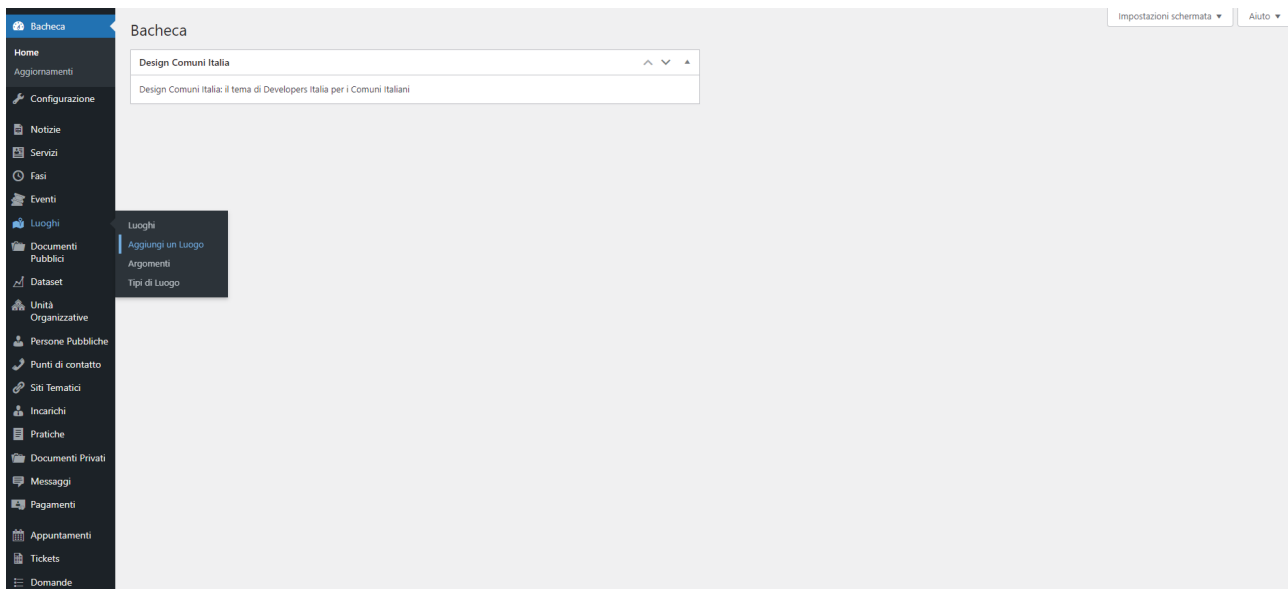 Impostazioni schermata ▼
Aiuto ▼
Bacheca
Home
Aggiornamenti
Configurazione
Notizie
Servizi
Fasi
Eventi
Luoghi
Documenti
Pubblici
Dataset
Unità
Organizzative
Persone Pubbliche
Punti di contatto
Siti Tematici
Incarichi
Pratiche
Documenti Privati
Messaggi
Pagamenti
Appuntamenti
Tickets
Domande
Luoghi
Aggiungi un Luogo
Argomenti
Tipi di Luogo
Bacheca
Design Comuni Italia
Design Comuni Italia: il tema di Developers Italia per i Comuni Italiani